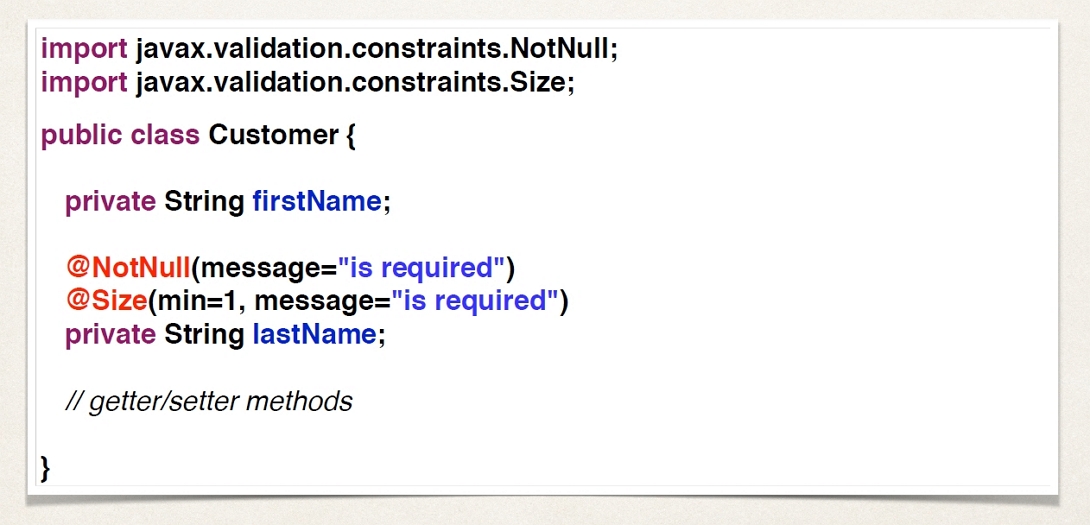 import javax.validation.constraints.NotNull;
import javax.validation.constraints.Size;
public class Customer {
private String firstName;
@NotNull(message="is required")
@Size(min=1, message="is required")
private String lastName;
// getter/setter methods
}